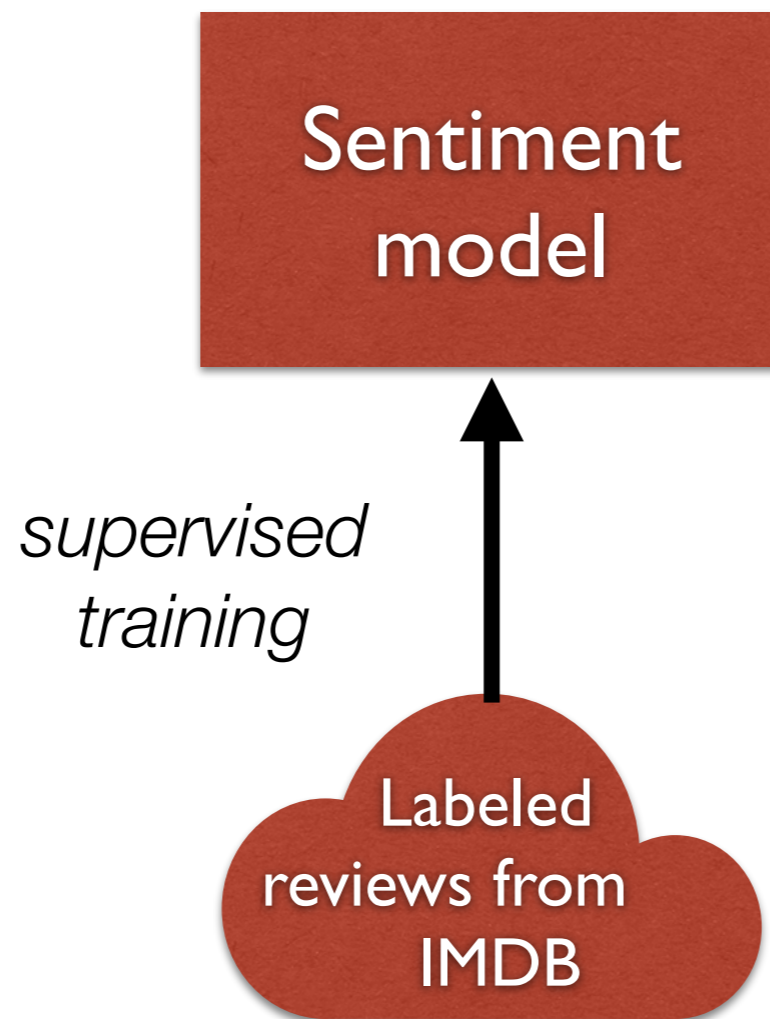 Sentiment
model
supervised
training
Labeled
reviews from
IMDB